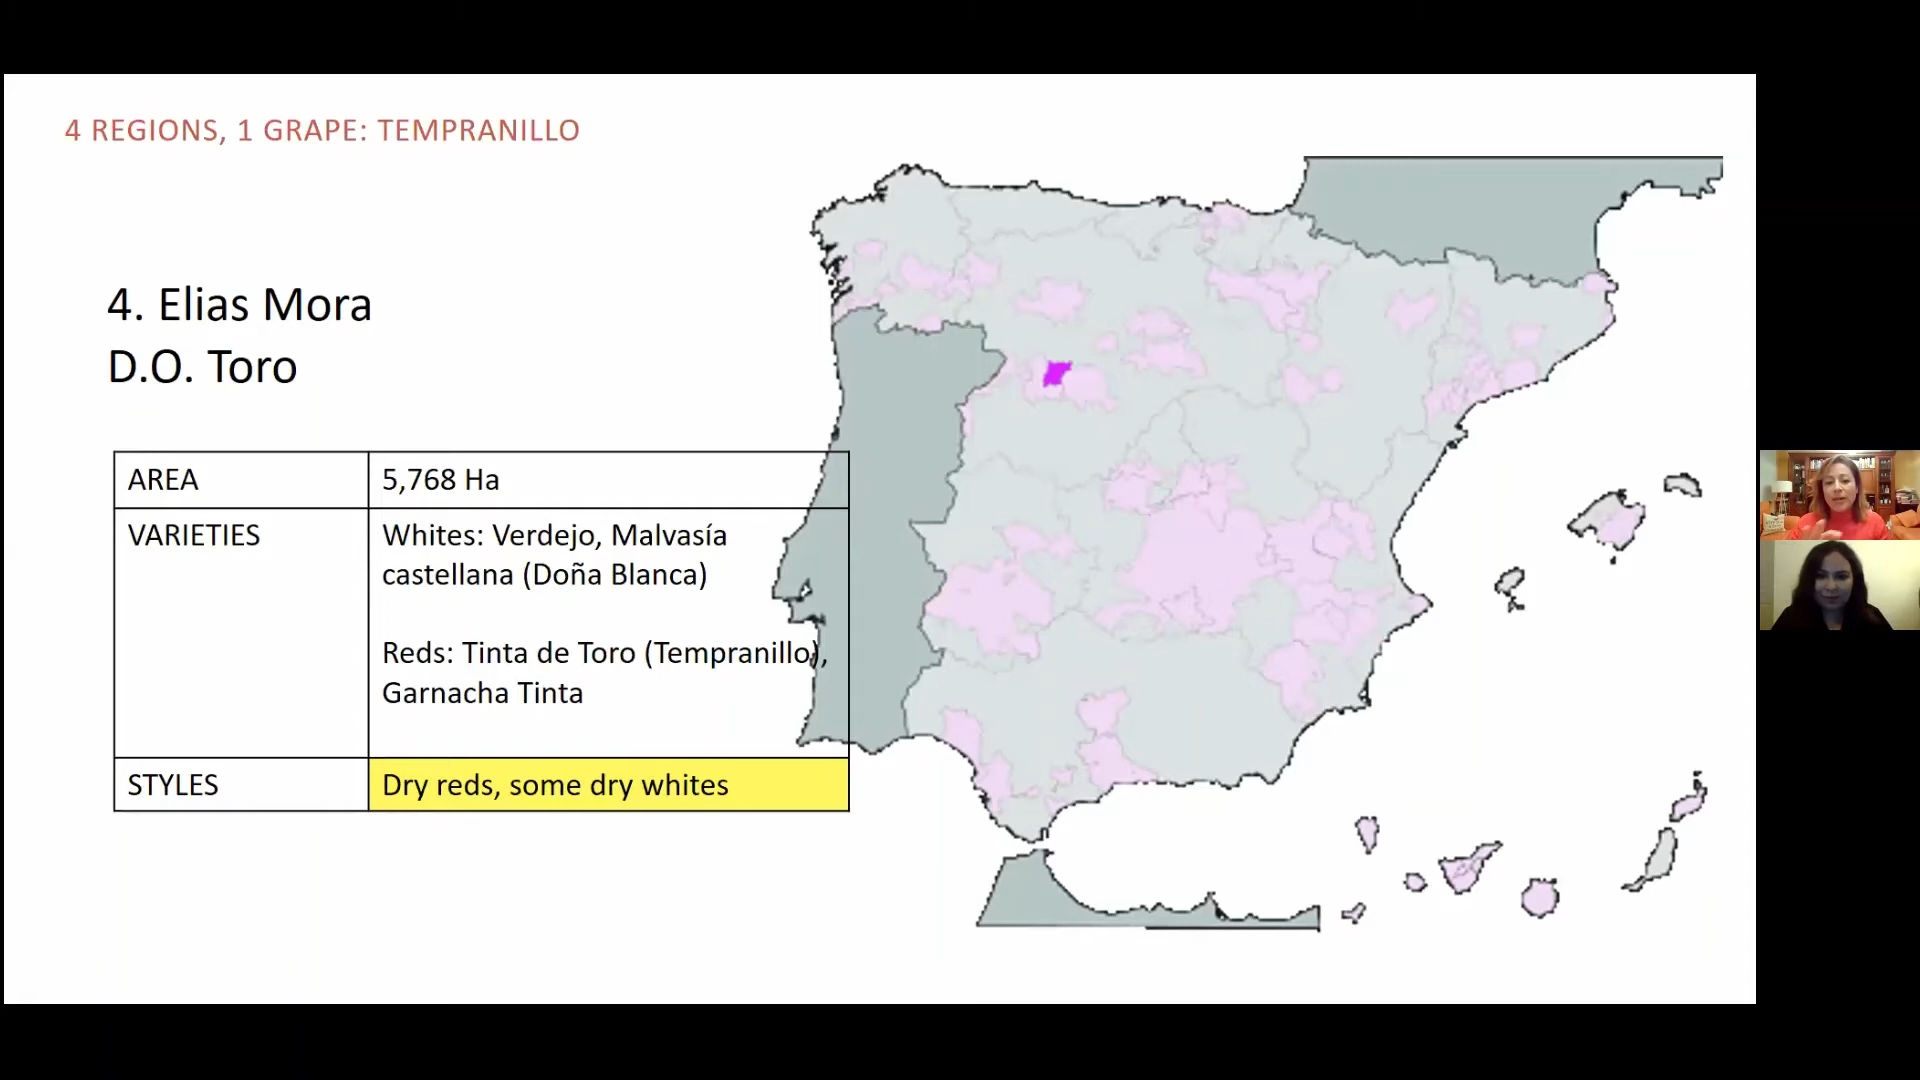 4 REGIONS, 1 GRAPE: TEMPRANILLO
4. Elias Mora
D.O. Toro
AREA
5,768 Ha
VARIETIES
Whites: Verdejo, Malvasía
castellana (Doña Blanca)
Reds: Tinta de Toro (Tempranillo),
Garnacha Tinta
STYLES
Dry reds, some dry whites